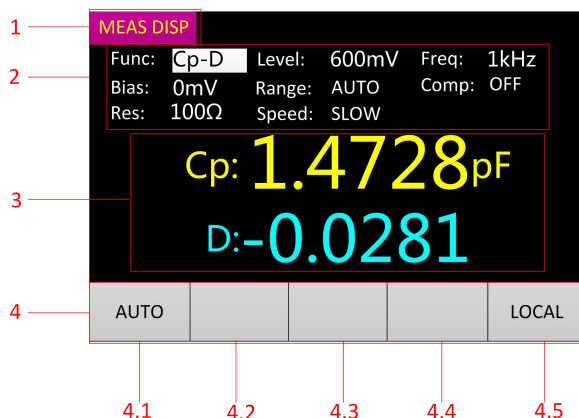 1 MEAS DISP
2 Func: Cp-D Level: 600mV Freq: 1kHz
Bias: 0mV Range: AUTO Comp: OFF
Res: 100Ω Speed: SLOW
Cp: 1.4728pF
3
D:-0.0281
4 AUTO LOCAL
4.1 4.2 4.3 4.4 4.5